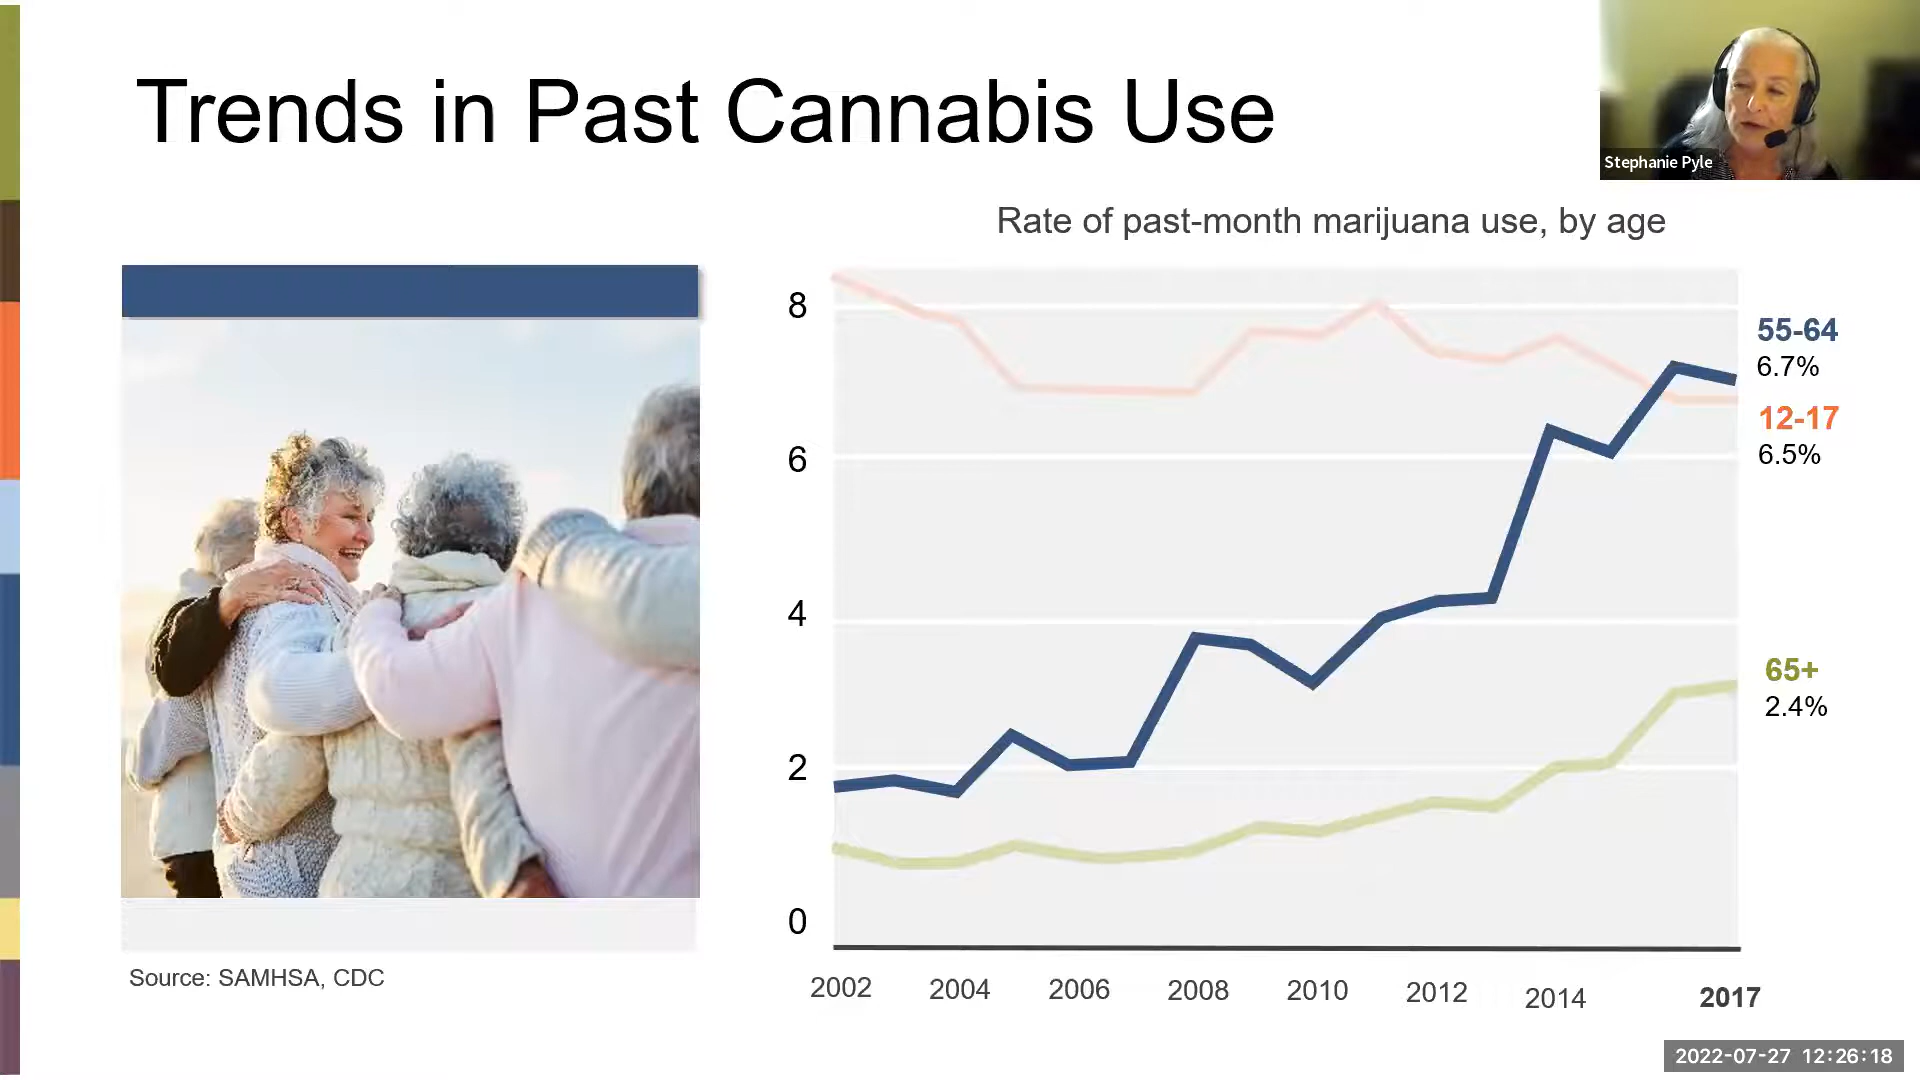 Trends in Past Cannabis Use
Stephanie Pyle
Rate of past-month marijuana use, by age
8
6
4
2
0
55-64
6.7%
12-17
6.5%
65+
2.4%
2002 2004 2006 2008 2010 2012 2014 2017
Source: SAMHSA, CDC
2022-07-27 12:26:18